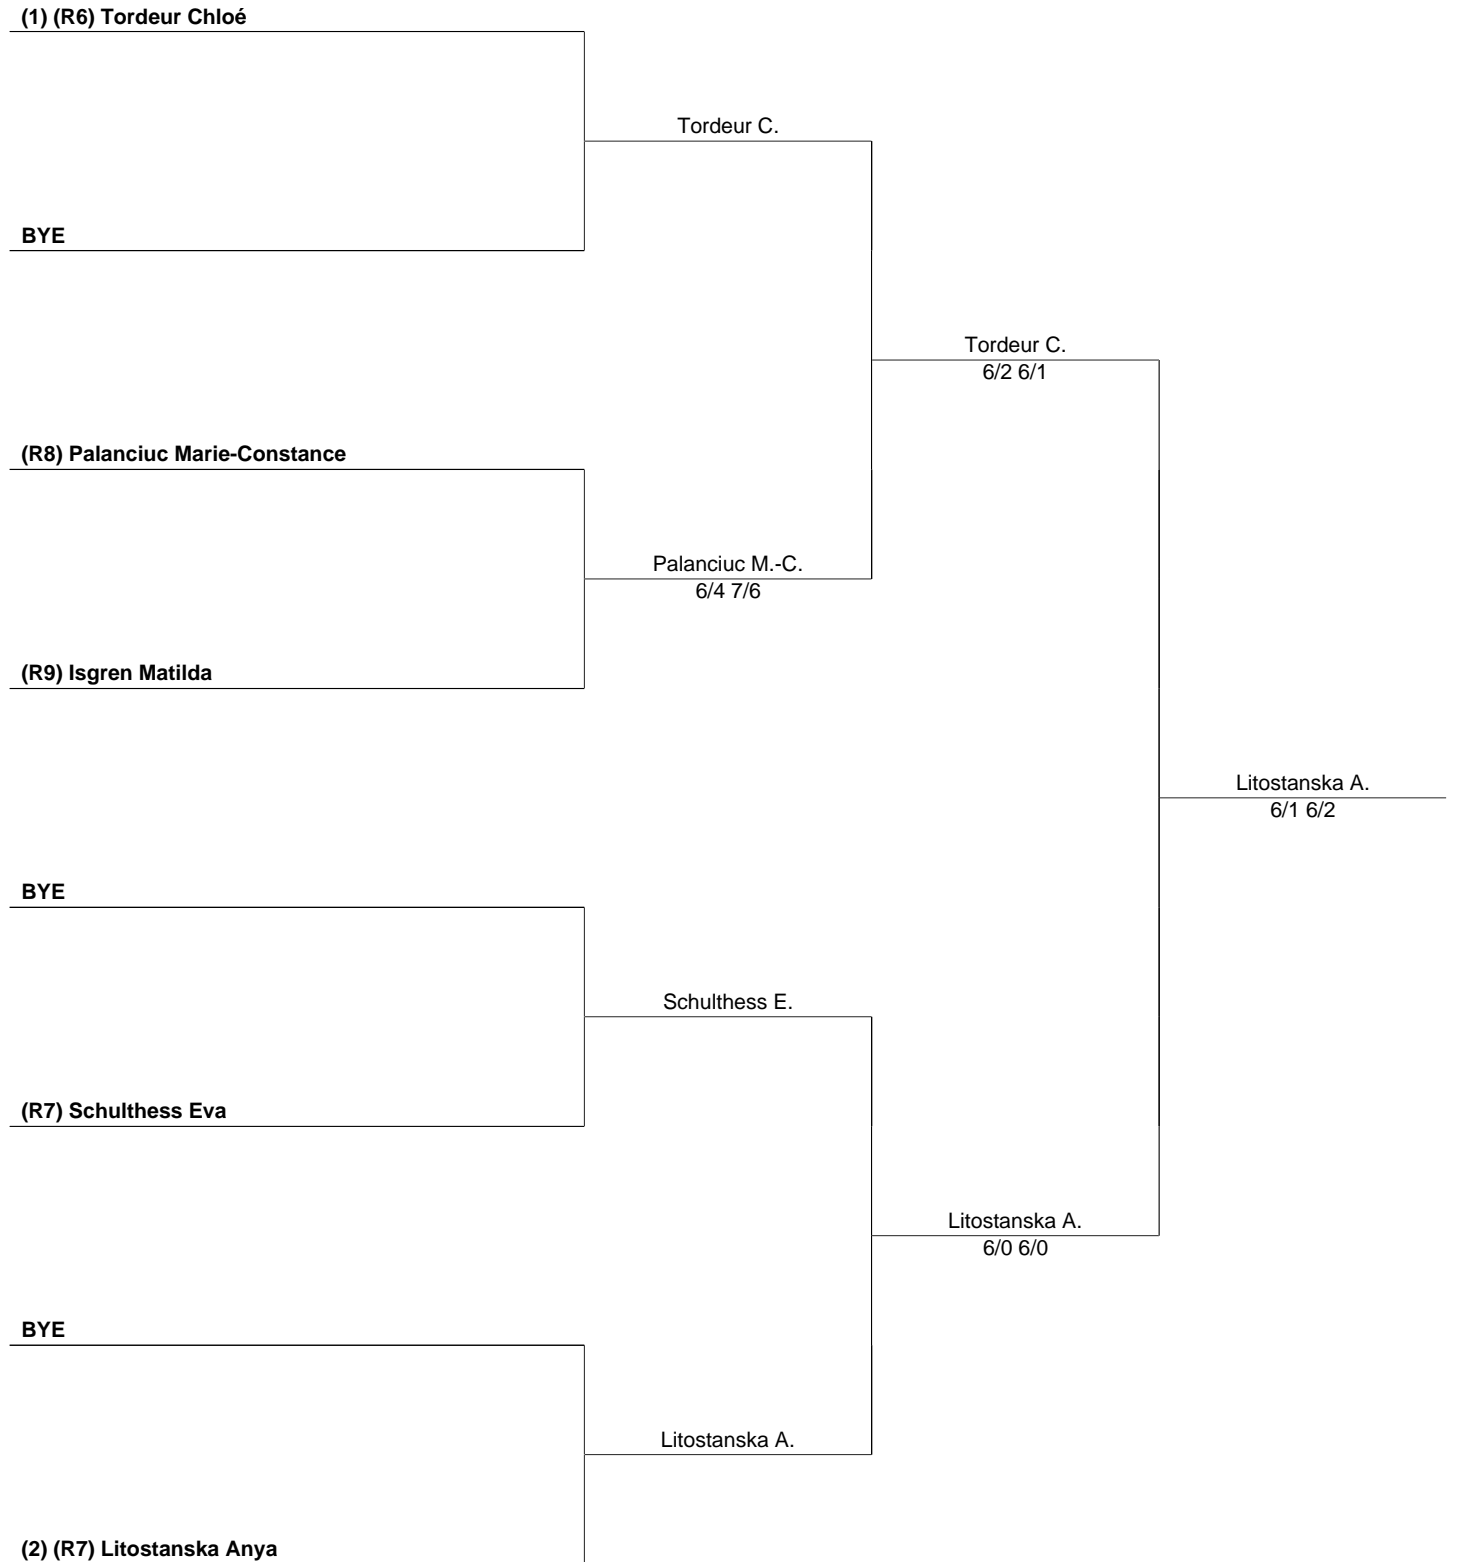 (1) (R6) Tordeur Chloé
Tordeur C.
BYE
Tordeur C.
6/2 6/1
(R8) Palanciuc Marie-Constance
Palanciuc M.-C.
6/4 7/6
(R9) Isgren Matilda
Litostanska A.
6/1 6/2
BYE
Schulthess E.
(R7) Schulthess Eva
Litostanska A.
6/0 6/0
BYE
Litostanska A.
(2) (R7) Litostanska Anya